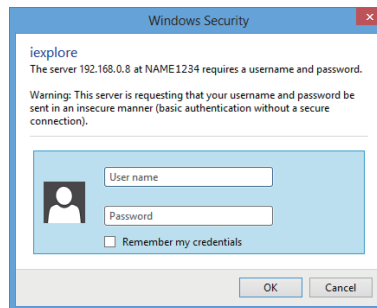 Windows Security
iexplore
The server 192.168.0.8 at NAME1234 requires a username and password.
Warning: This server is requesting that your username and password be
sent in an insecure manner (basic authentication without a secure
connection).
User name
Password
Remember my credentials
OK Cancel